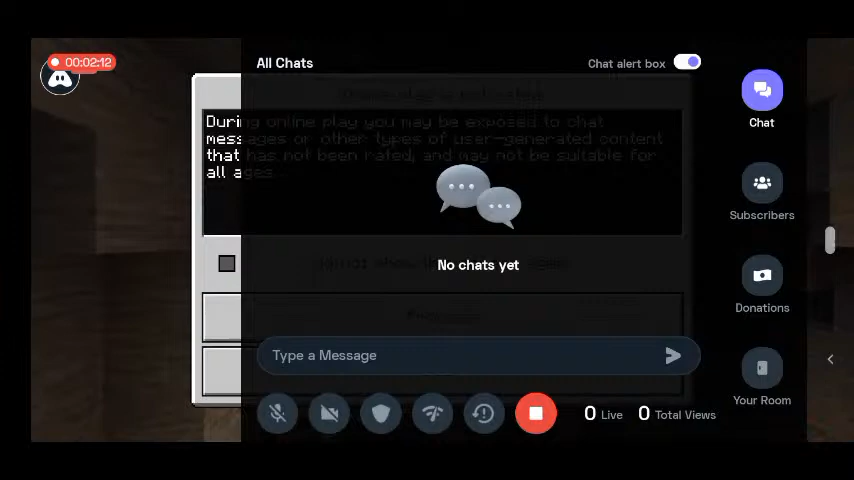 00:02:12
All Chats
Chat alert box
During online play you may be exposed to chat
messages or other types of user-generated content
that has not been rated, and may not be suitable for
all ages.
Chat
Subscribers
No chats yet
Donations
Type a Message
Your Room
0 Live
0 Total Views